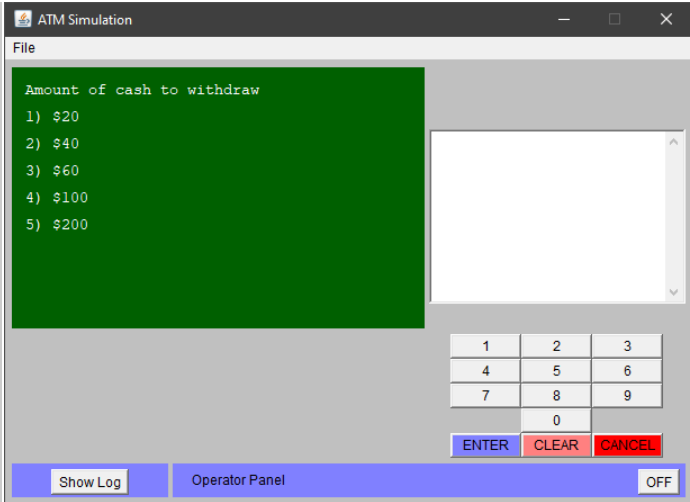 ATM Simulation
File
Amount of cash to withdraw
1) $20
2) $40
3) $60
4) $100
5) $200
1 2 3
4 5 6
7 8 9
0
ENTER CLEAR CANCEL
Show Log Operator Panel OFF